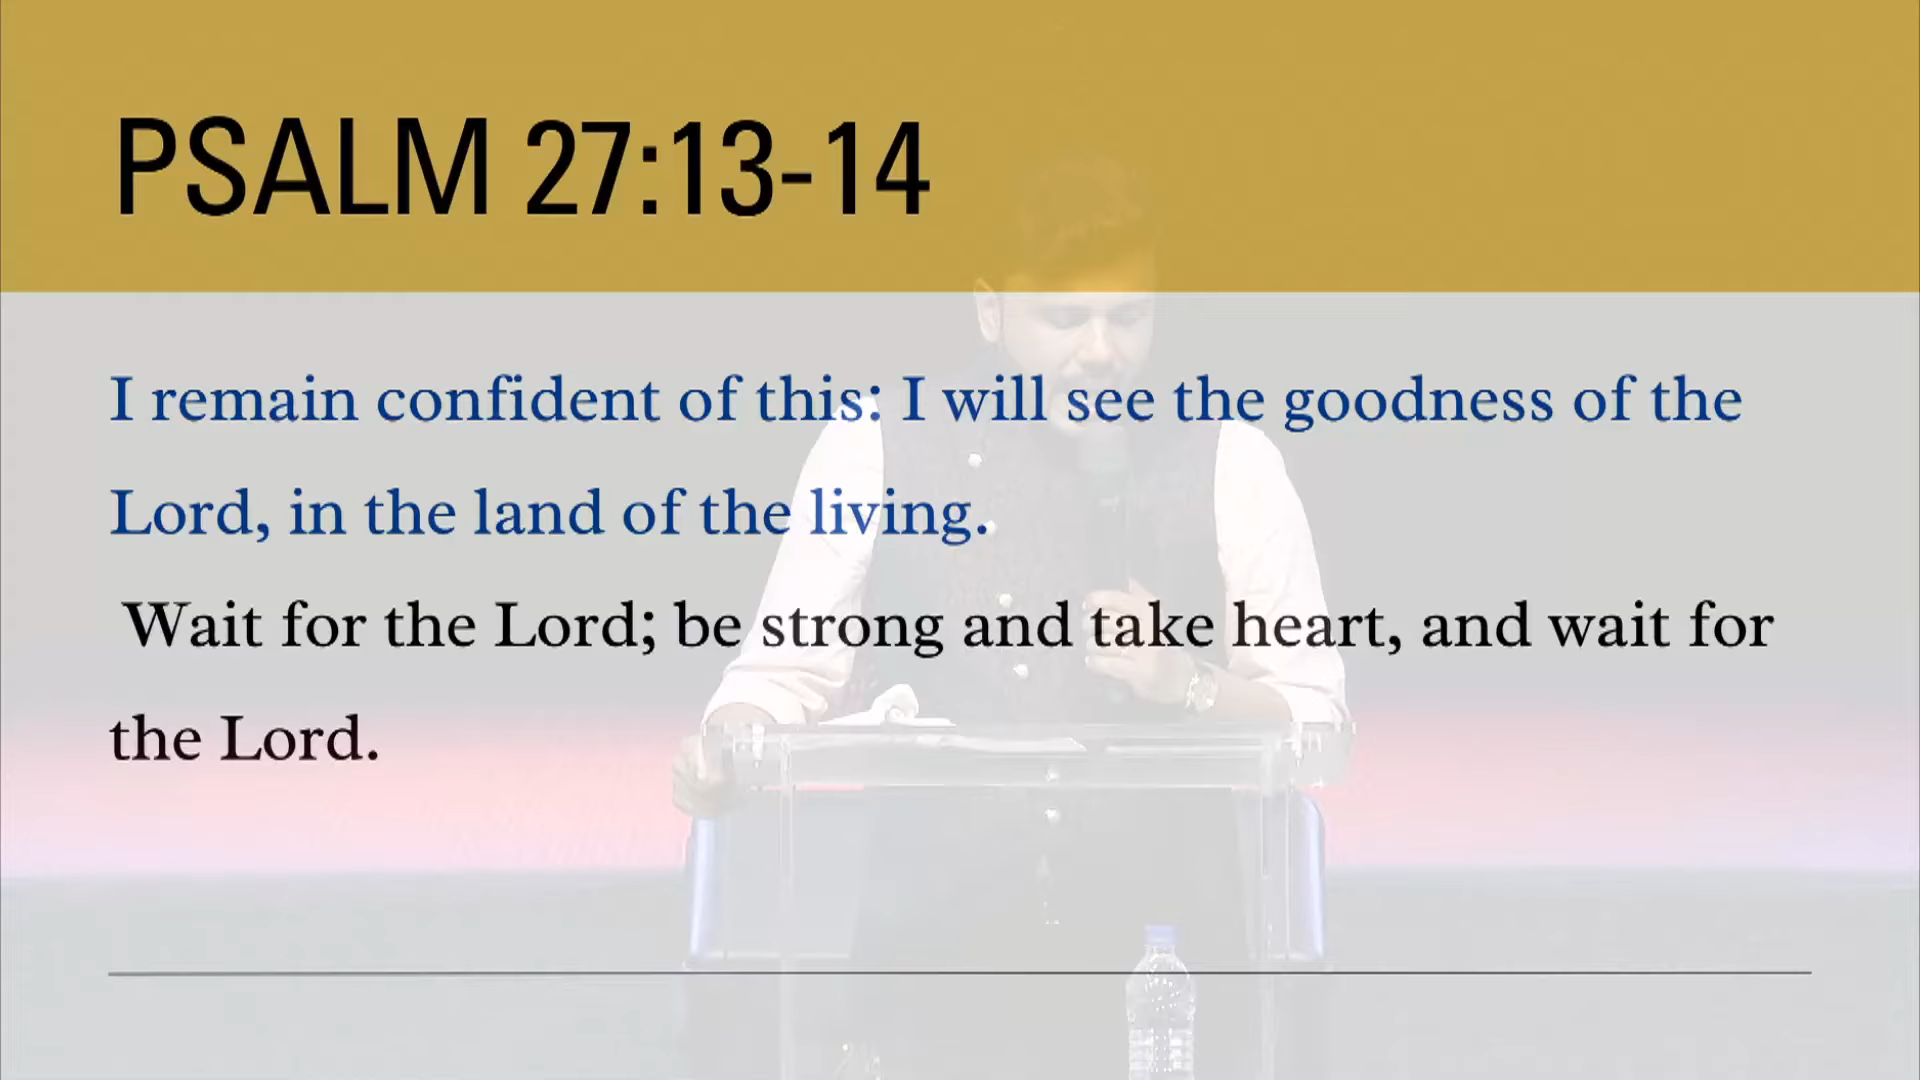 PSALM 27:13-14
I remain confident of this: I will see the goodness of the
Lord, in the land of the living.
Wait for the Lord; be strong and take heart, and wait for
the Lord.